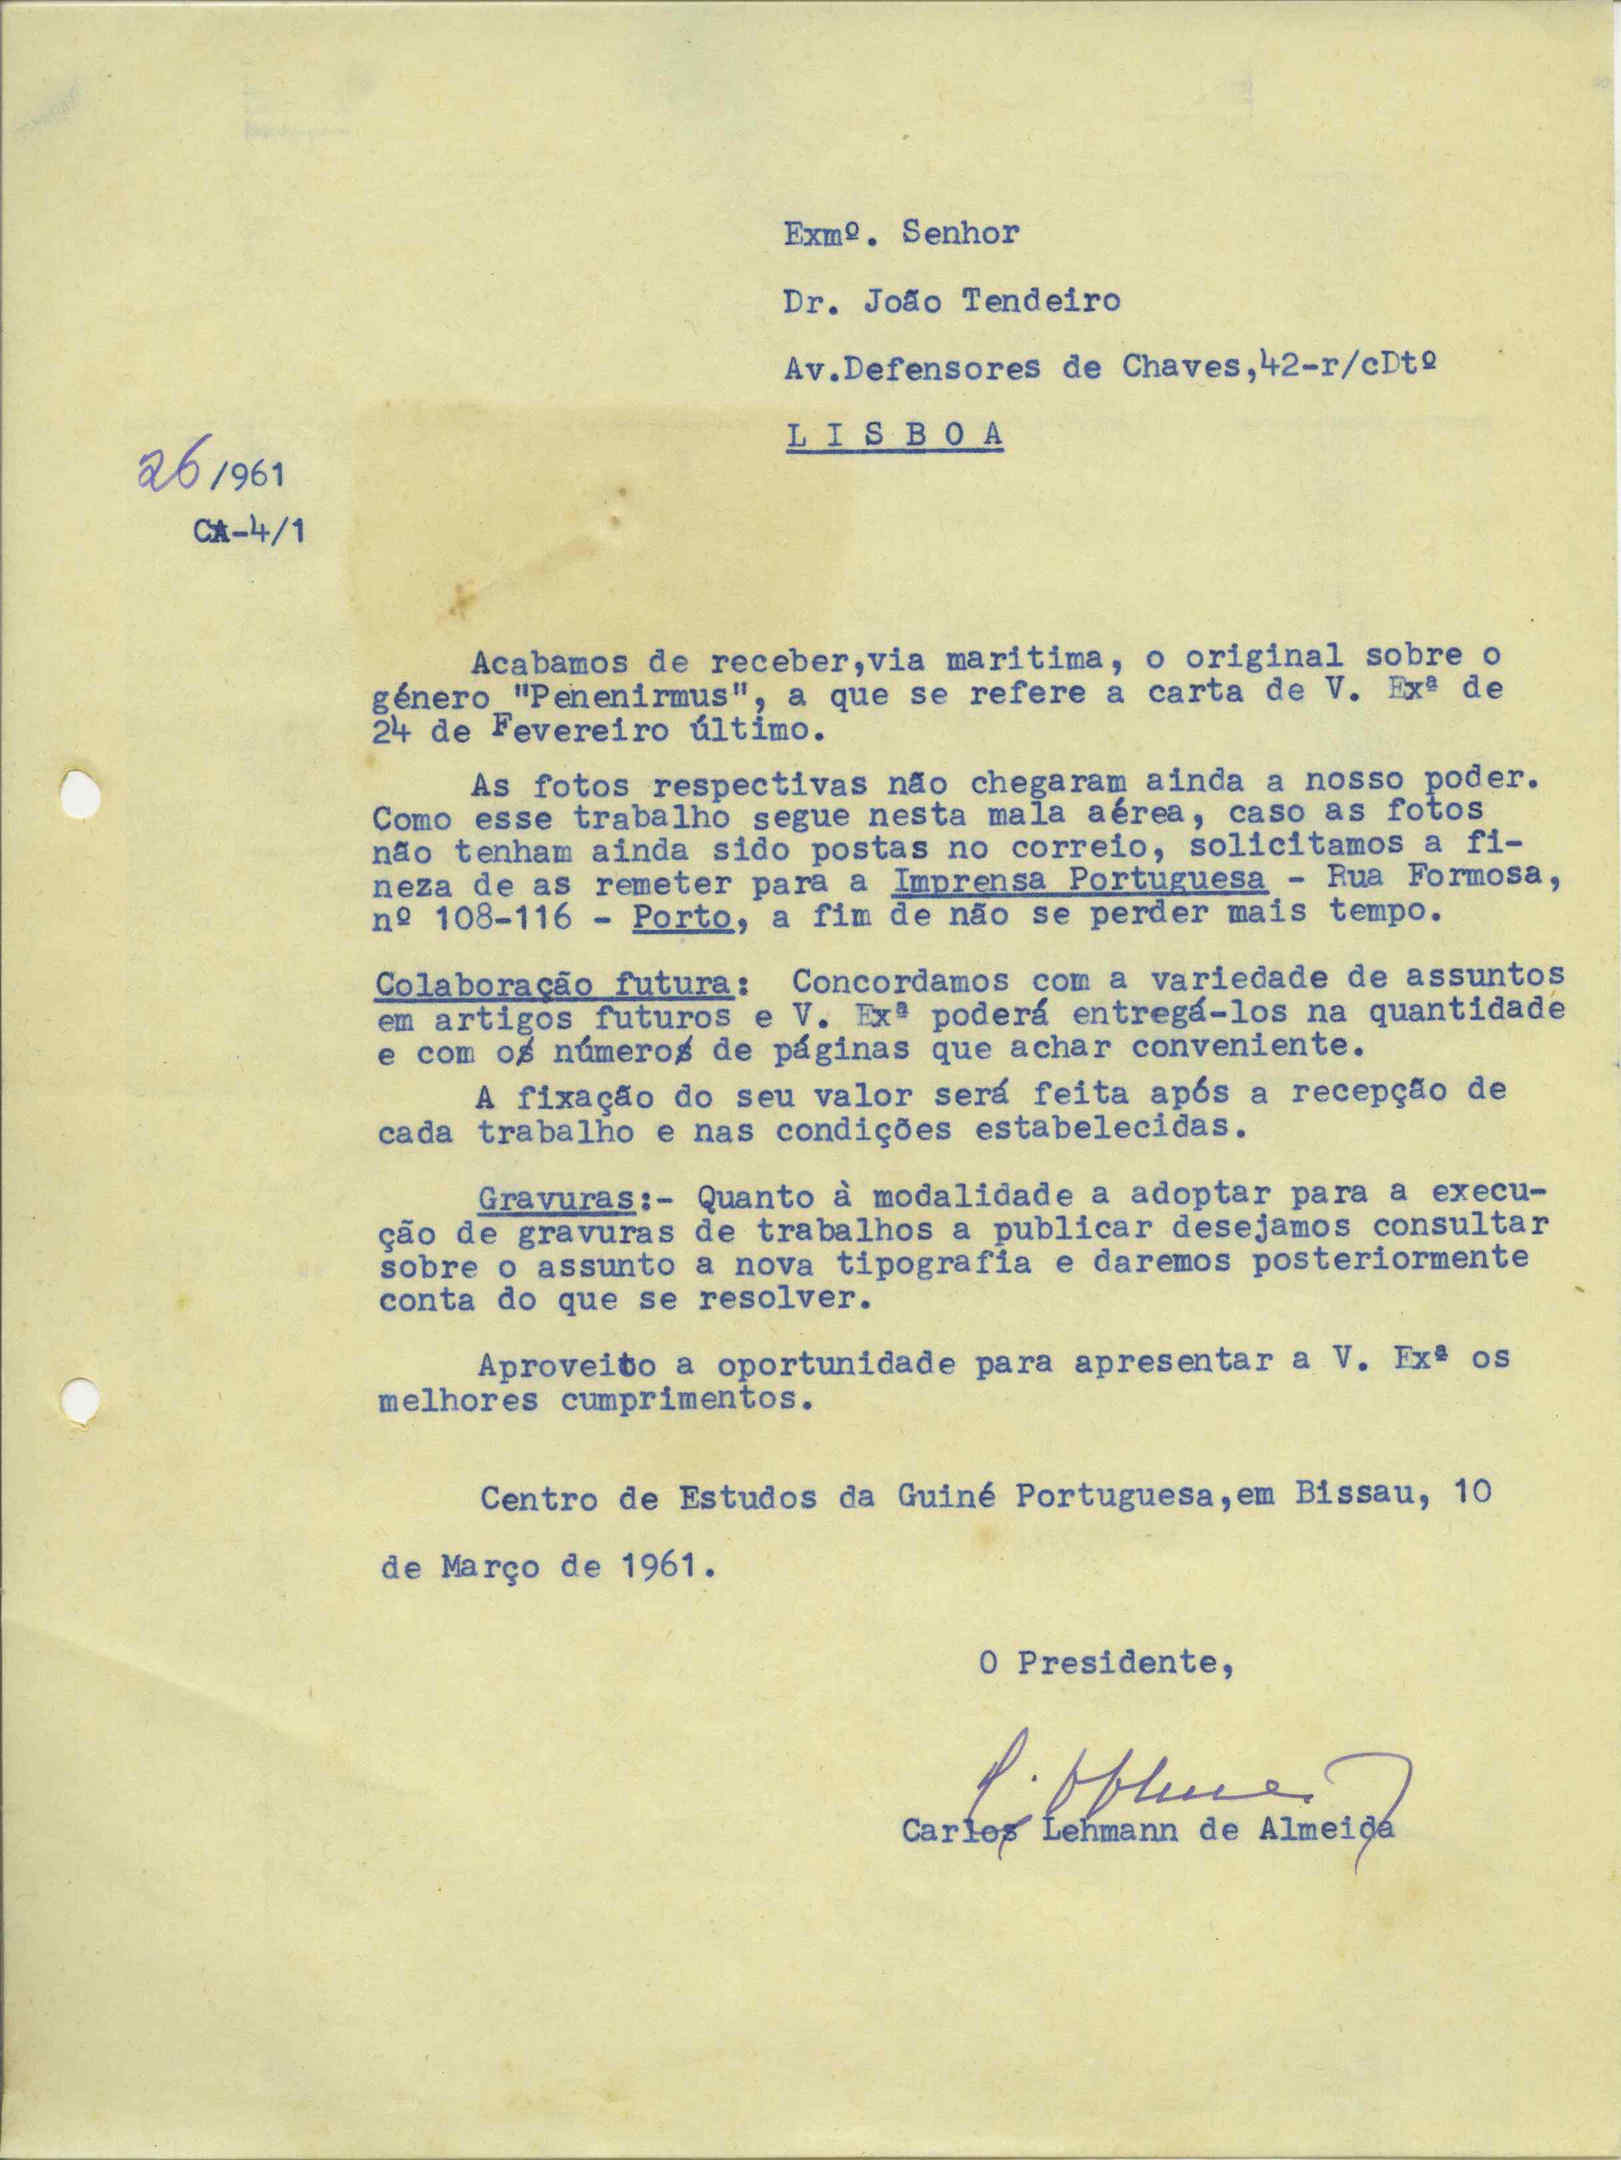 Exmº. Senhor
Dr. João Tendeiro
Av.Defensores de Chaves,42-r/cDtº
L I S B O A
26/961
CA-4/1
Acabamos de receber,via maritima, o original sobre o
género "Penenirmus", a que se refere a carta de V. Exª de
24 de Fevereiro último.
As fotos respectivas não chegaram ainda a nosso poder.
Como esse trabalho segue nesta mala aérea, caso as fotos
não tenham ainda sido postas no correio, solicitamos a fi-
neza de as remeter para a Imprensa Portuguesa - Rua Formosa,
nº 108-116 - Porto, a fim de não se perder mais tempo.
Colaboração futura: Concordamos com a variedade de assuntos
em artigos futuros e V. Exª poderá entregá-los na quantidade
e com os números de páginas que achar conveniente.
A fixação do seu valor será feita após a recepção de
cada trabalho e nas condições estabelecidas.
Gravuras:- Quanto à modalidade a adoptar para a execu-
ção de gravuras de trabalhos a publicar desejamos consultar
sobre o assunto a nova tipografia e daremos posteriormente
conta do que se resolver.
Aproveito a oportunidade para apresentar a V. Exª os
melhores cumprimentos.
Centro de Estudos da Guiné Portuguesa,em Bissau, 10
de Março de 1961.
O Presidente,
Carlos Lehmann de Almeida